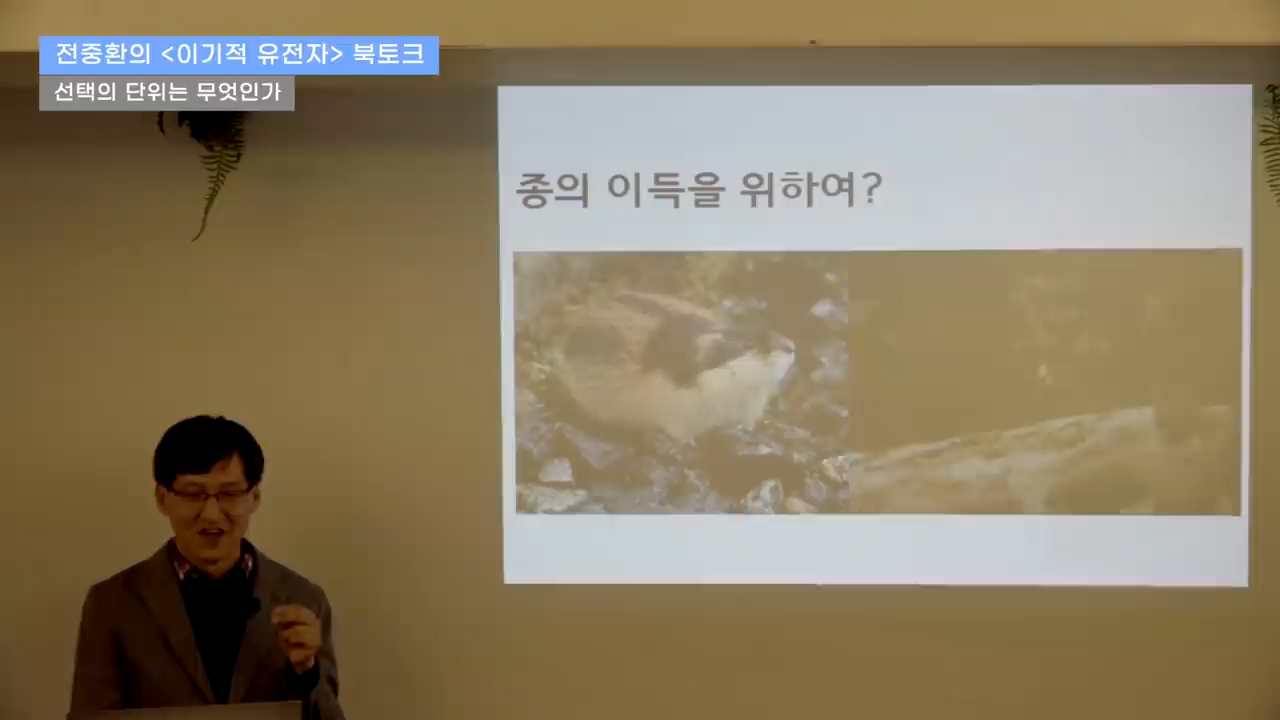 전중환의 <이기적 유전자> 북토크
선택의 단위는 무엇인가
종의 이득을 위하여?